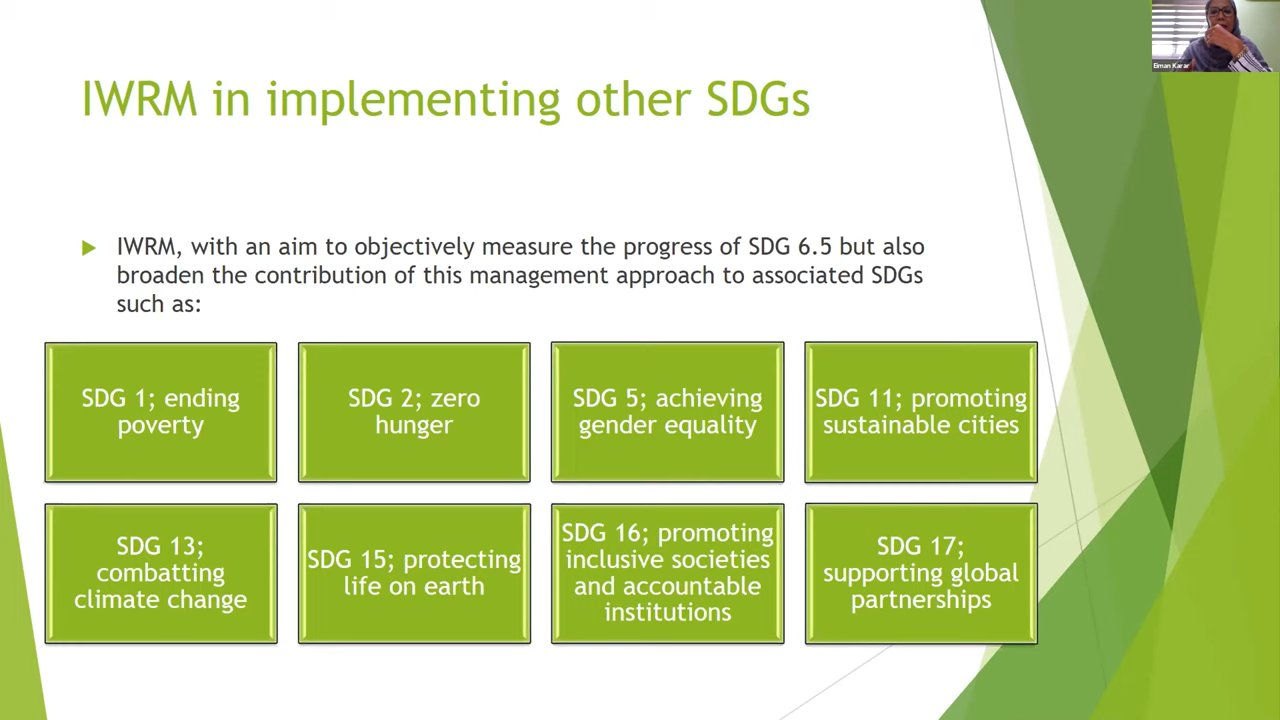 Eiman Karar
IWRM in implementing other SDGs
IWRM, with an aim to objectively measure the progress of SDG 6.5 but also
broaden the contribution of this management approach to associated SDGs
such as:
SDG 1; ending
poverty
SDG 2; zero
hunger
SDG 5; achieving
gender equality
SDG 11; promoting
sustainable cities
SDG 13;
combatting
climate change
SDG 15; protecting
life on earth
SDG 16; promoting
inclusive societies
and accountable
institutions
SDG 17;
supporting global
partnerships